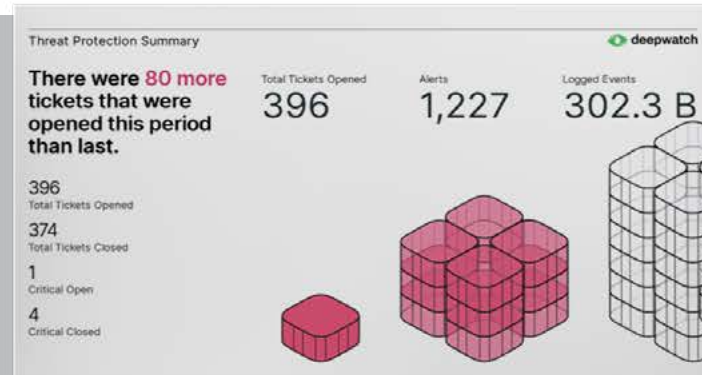 Threat Protection Summary
deepwatch
There were 80 more
tickets that were
opened this period
than last.
Total Tickets Opened
396
Alerts
1,227
Logged Events
302.3 B
396
Total Tickets Opened
374
Total Tickets Closed
1
Critical Open
4
Critical Closed